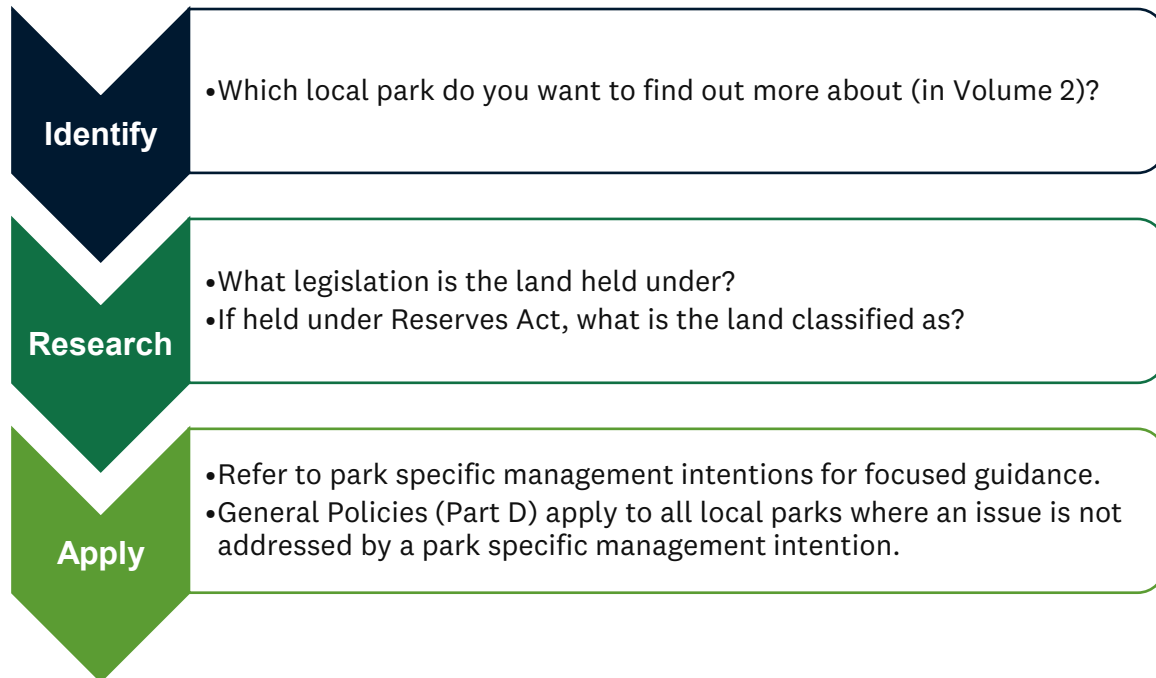 Identify
•Which local park do you want to find out more about (in Volume 2)?
Research
•What legislation is the land held under?
•If held under Reserves Act, what is the land classified as?
Apply
•Refer to park specific management intentions for focused guidance.
•General Policies (Part D) apply to all local parks where an issue is not
addressed by a park specific management intention.